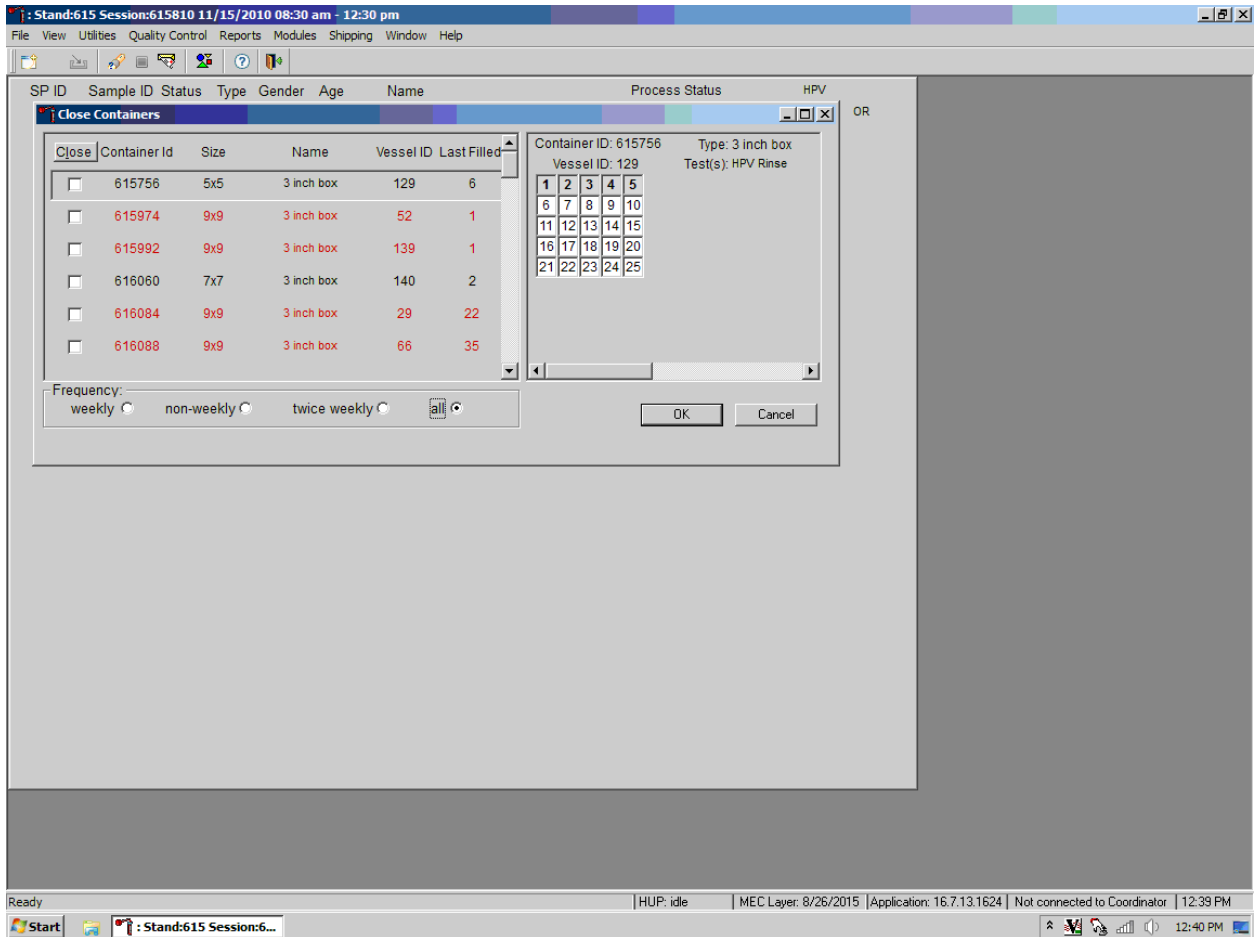 : Stand:615 Session:615810 11/15/2010 08:30 am - 12:30 pm
File View Utilities Quality Control Reports Modules Shipping Window Help
SP ID Sample ID Status Type Gender Age Name Process Status HPV
OR
Close Containers
Close Container Id Size Name Vessel ID Last Filled
615756 5x5 3 inch box 129 6
615974 9x9 3 inch box 52 1
615992 9x9 3 inch box 139 1
616060 7x7 3 inch box 140 2
616084 9x9 3 inch box 29 22
616088 9x9 3 inch box 66 35
Container ID: 615756 Type: 3 inch box
Vessel ID: 129 Test(s): HPV Rinse
1 2 3 4 5
6 7 8 9 10
11 12 13 14 15
16 17 18 19 20
21 22 23 24 25
Frequency:
weekly non-weekly twice weekly all
OK Cancel
Ready HUP: idle MEC Layer: 8/26/2015 Application: 16.7.13.1624 Not connected to Coordinator 12:39 PM
Start : Stand:615 Session:6... 12:40 PM